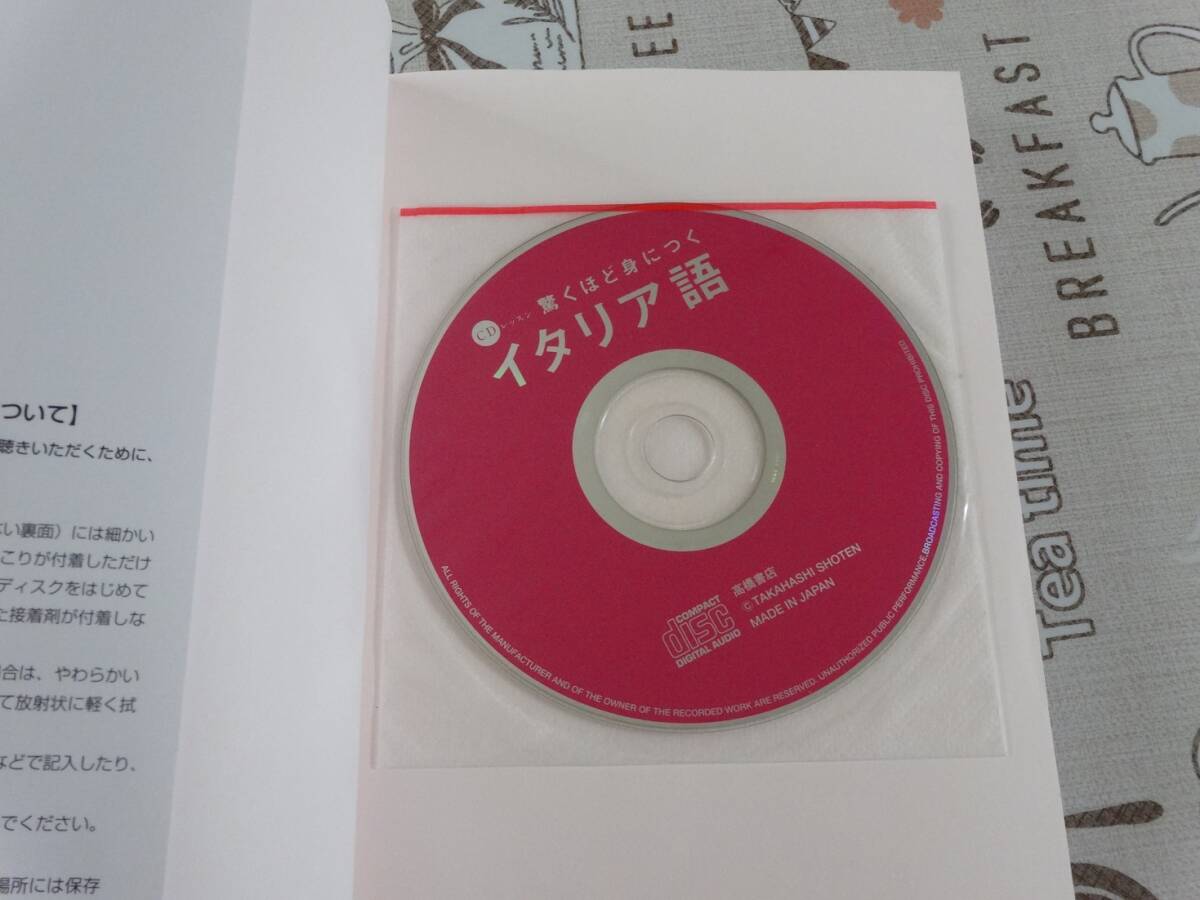 ついて】
聴きいただくために、
い裏面）には細かい
こりが付着しただけ
ディスクをはじめて
た接着剤が付着しな
合は、やわらかい
て放射状に軽く拭
などで記入したり、
でください。
場所には保存
CDレッスン 驚くほど身につく
イタリア語
COMPACT
disc
DIGITAL AUDIO
高橋書店
© TAKAHASHI SHOTEN
MADE IN JAPAN
ALL RIGHTS OF THE MANUFACTURER AND OF THE OWNER OF THE RECORDED WORK ARE RESERVED. UNAUTHORIZED PUBLIC PERFORMANCE, BROADCASTING AND COPYING OF THIS DISC PROHIBITED
EE
BREAKFAST
Tea time